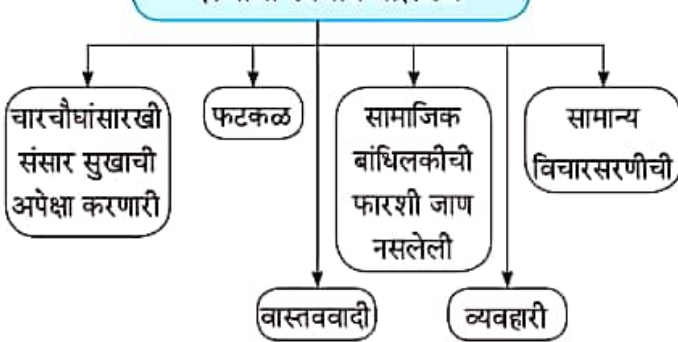 चारचौघांसारखी
संसार सुखाची
अपेक्षा करणारी
फटकळ
सामाजिक
बांधिलकीची
फारशी जाण
नसलेली
सामान्य
विचारसरणीची
वास्तववादी
व्यवहारी